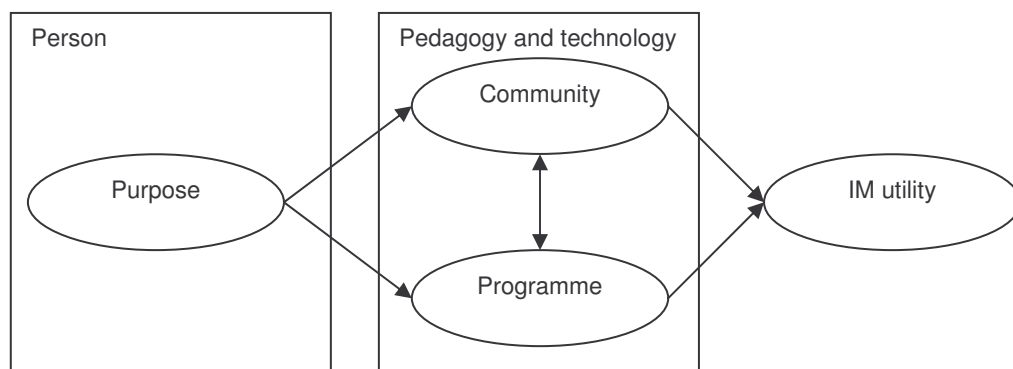 Person
Pedagogy and technology
Community
Purpose
IM utility
Programme